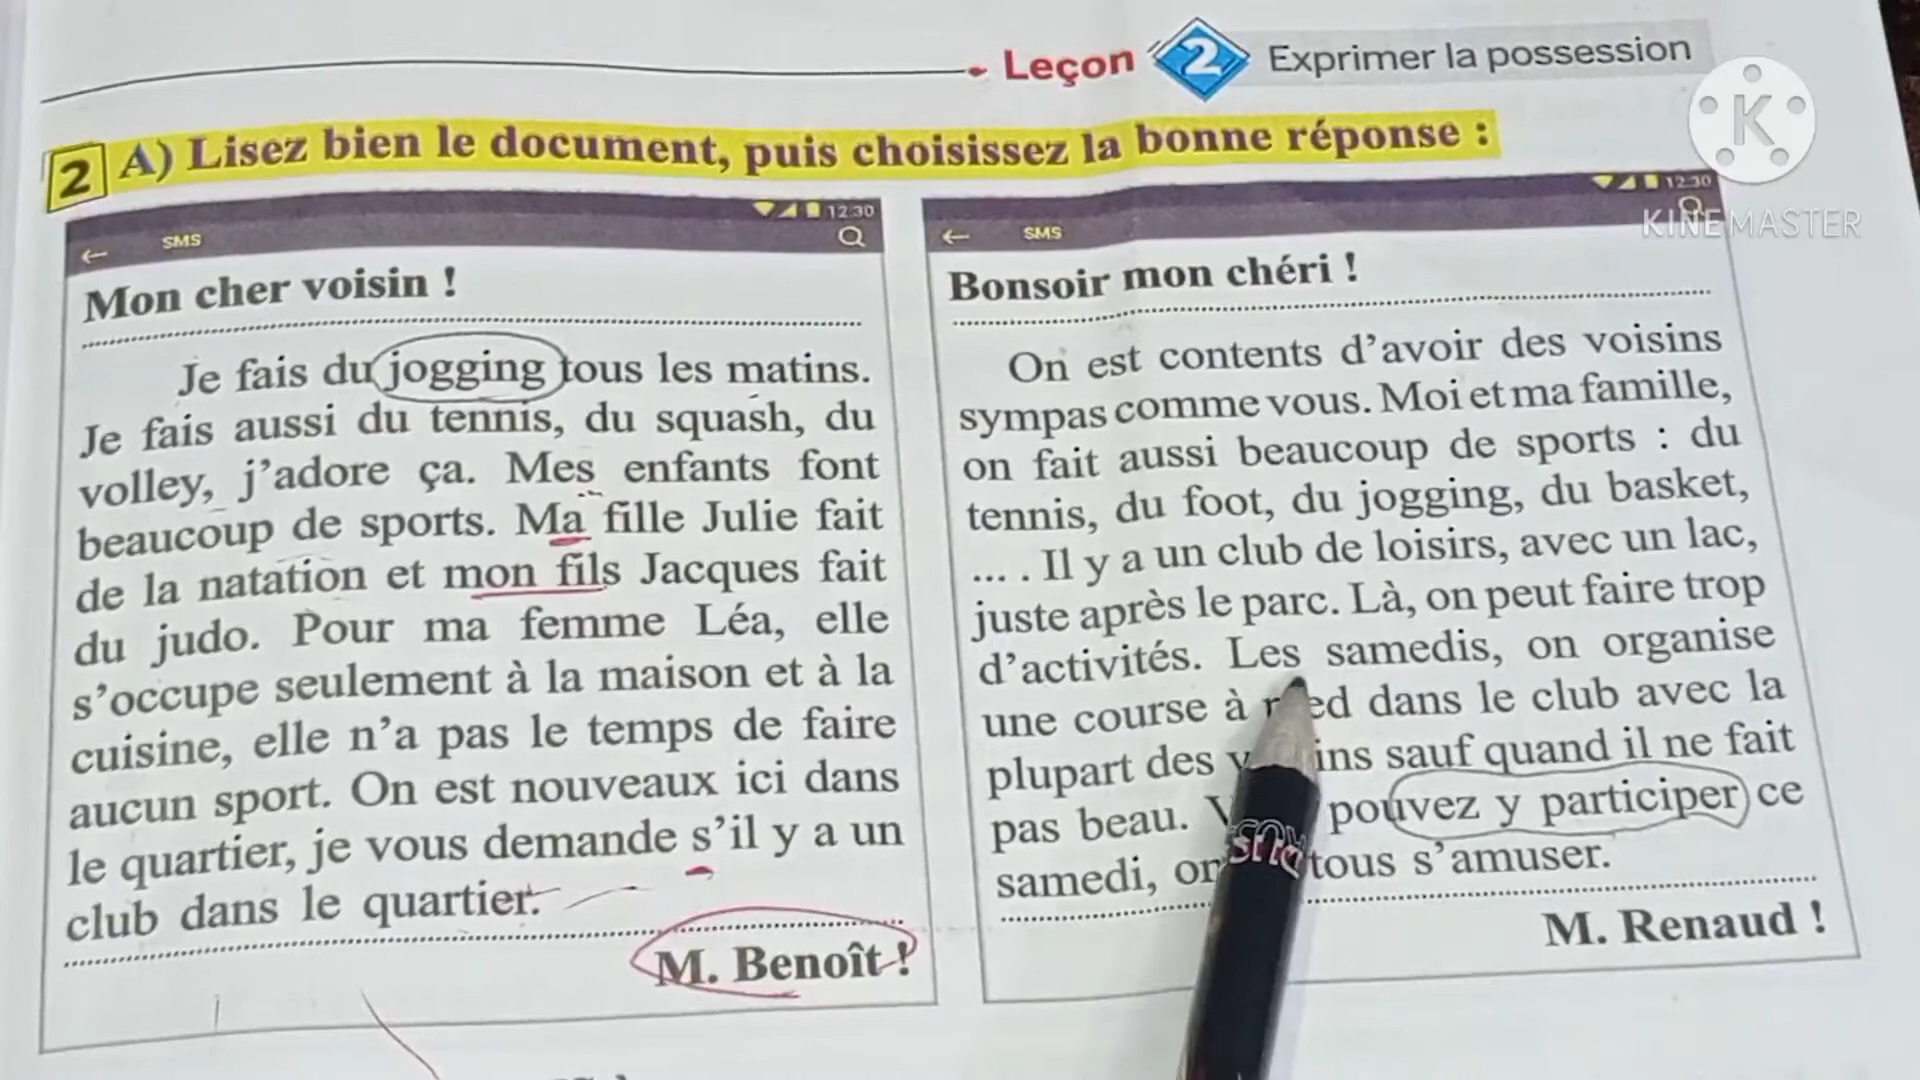 Leçon 2 Exprimer la possession
K
KINEMASTER
2 A) Lisez bien le document, puis choisissez la bonne réponse :
12:30
SMS
Mon cher voisin !
Je fais du jogging tous les matins.
Je fais aussi du tennis, du squash, du
volley, j'adore ça. Mes enfants font
beaucoup de sports. Ma fille Julie fait
de la natation et mon fils Jacques fait
du judo. Pour ma femme Léa, elle
s'occupe seulement à la maison et à la
cuisine, elle n'a pas le temps de faire
aucun sport. On est nouveaux ici dans
le quartier, je vous demande s'il y a un
club dans le quartier.
M. Benoît !
12:30
SMS
Bonsoir mon chéri !
On est contents d'avoir des voisins
sympas comme vous. Moi et ma famille,
on fait aussi beaucoup de sports : du
tennis, du foot, du jogging, du basket,
... . Il y a un club de loisirs, avec un lac,
juste après le parc. Là, on peut faire trop
d'activités. Les samedis, on organise
une course à dans le club avec la
plupart des sauf quand il ne fait
pas beau. pouvez y participer ce
samedi, tous s'amuser.
M. Renaud !